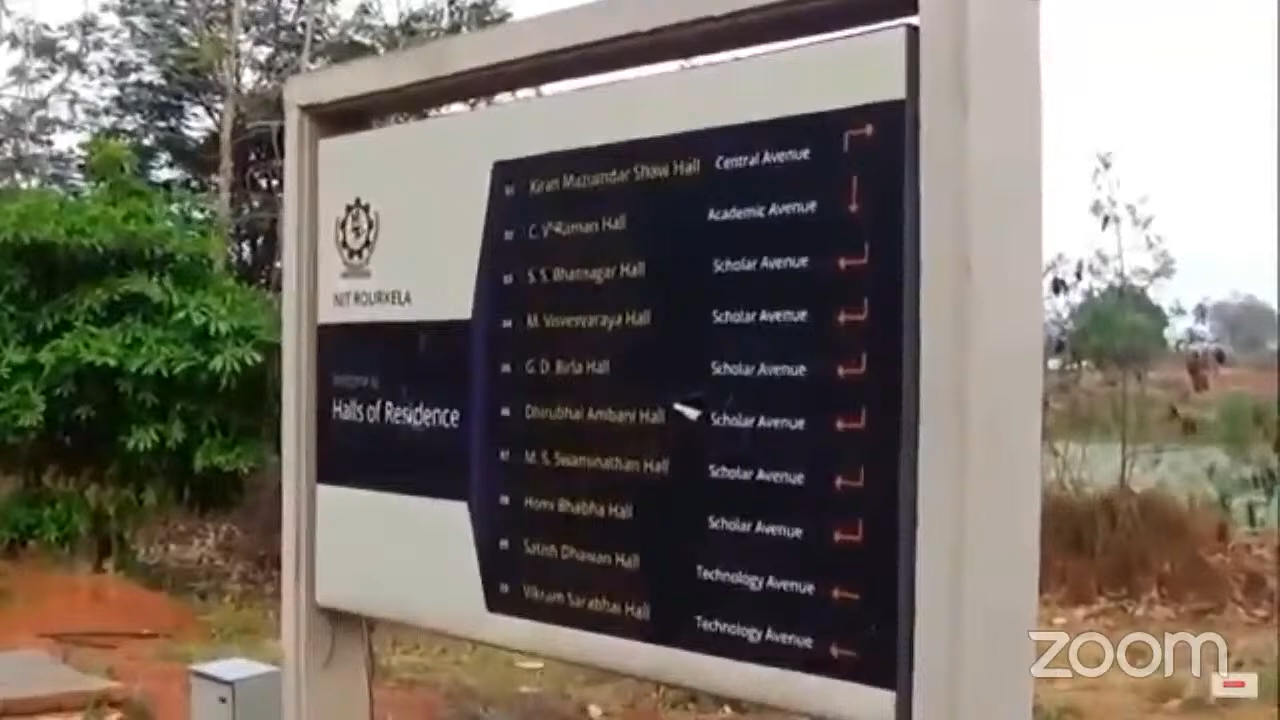 NIT ROURKELA
Welcome to
Halls of Residence
Kiran Mazumdar Shaw Hall Central Avenue
C. V. Raman Hall Academic Avenue
S. S. Bhatnagar Hall Scholar Avenue
M. Visvesvaraya Hall Scholar Avenue
G. D. Birla Hall Scholar Avenue
Dhirubhai Ambani Hall Scholar Avenue
M. S. Swaminathan Hall Scholar Avenue
Homi Bhabha Hall Scholar Avenue
Satish Dhawan Hall Technology Avenue
Vikram Sarabhai Hall Technology Avenue
zoom